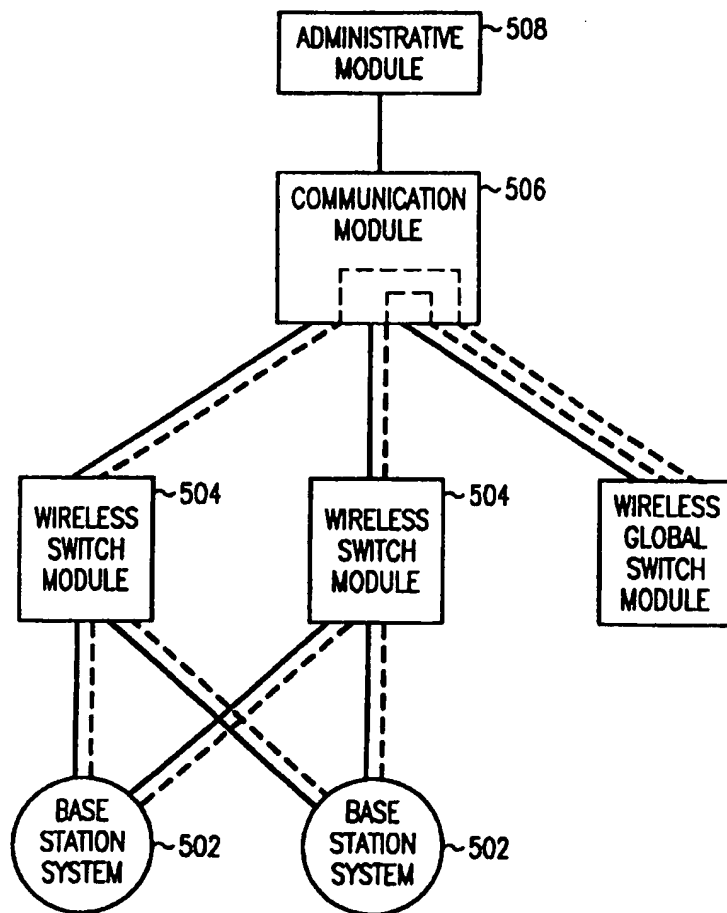 ADMINISTRATIVE
MODULE
508
COMMUNICATION
MODULE
506
WIRELESS
SWITCH
MODULE
504
WIRELESS
SWITCH
MODULE
504
WIRELESS
GLOBAL
SWITCH
MODULE
BASE
STATION
SYSTEM
502
BASE
STATION
SYSTEM
502